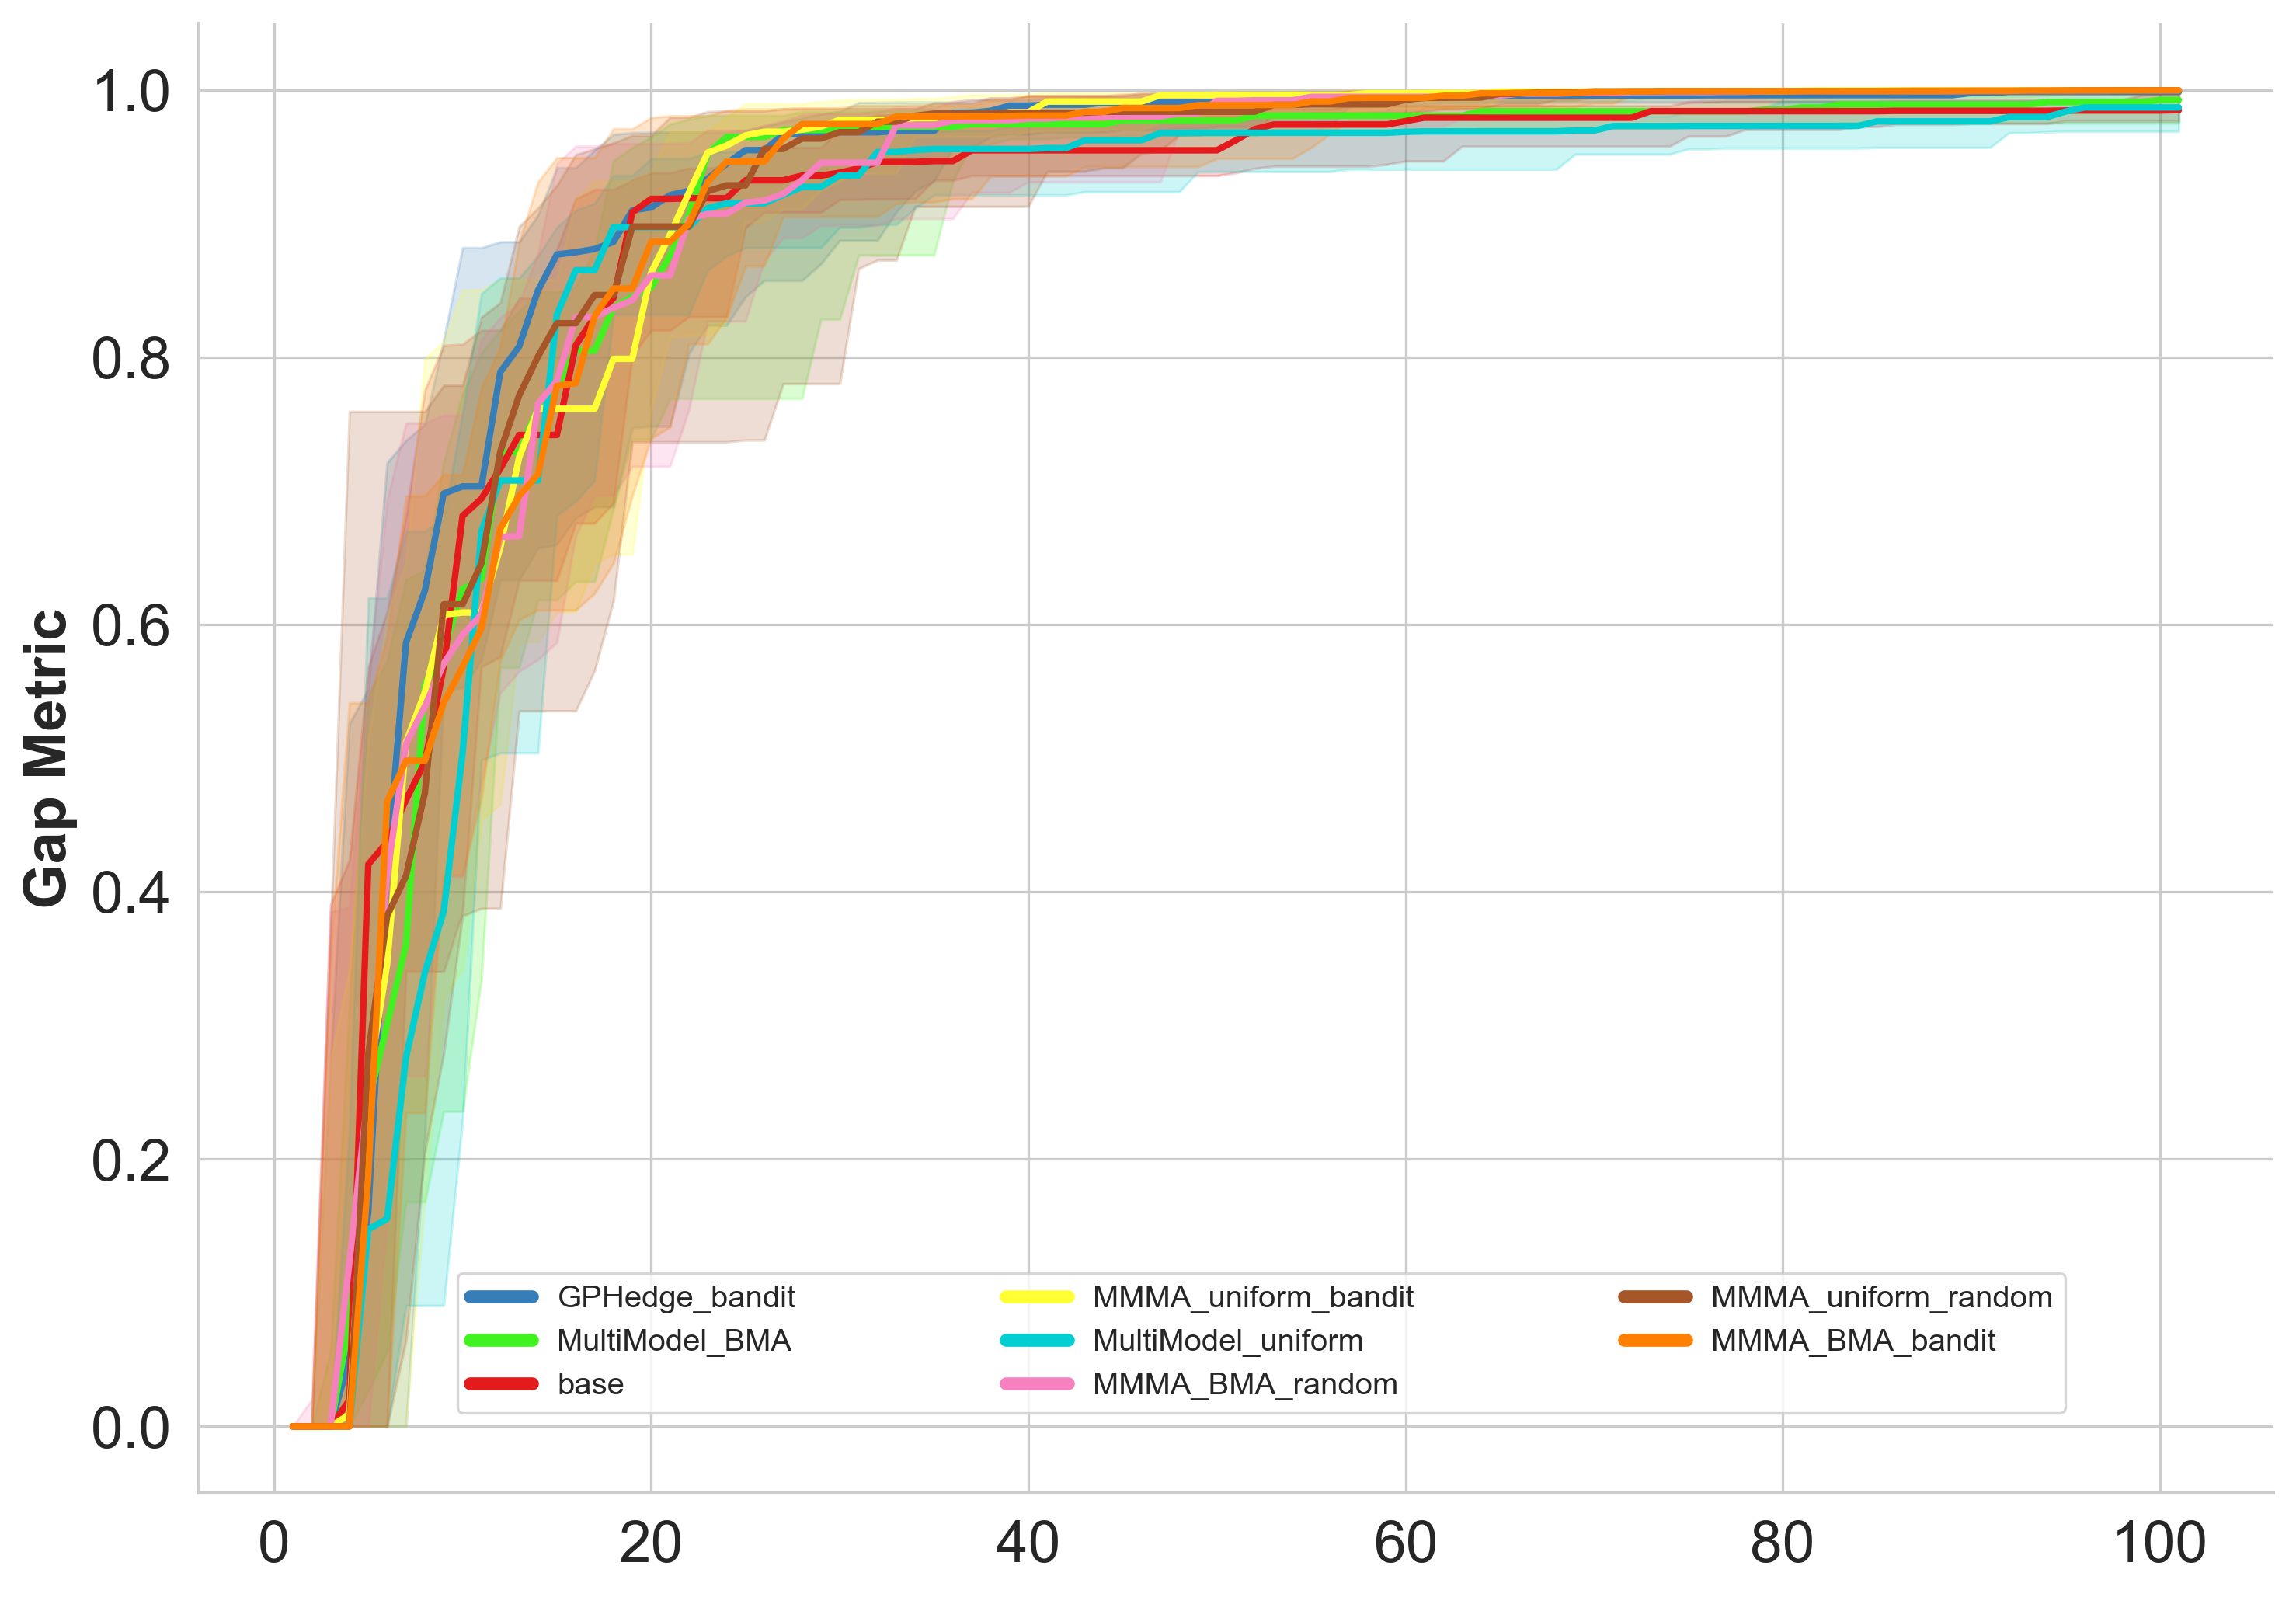 Gap Metric
1.0
0.8
0.6
0.4
0.2
0.0
GPHedge_bandit
MultiModel_BMA
base
MMMA_uniform_bandit
MultiModel_uniform
MMMA_BMA_random
MMMA_uniform_random
MMMA_BMA_bandit
0 20 40 60 80 100